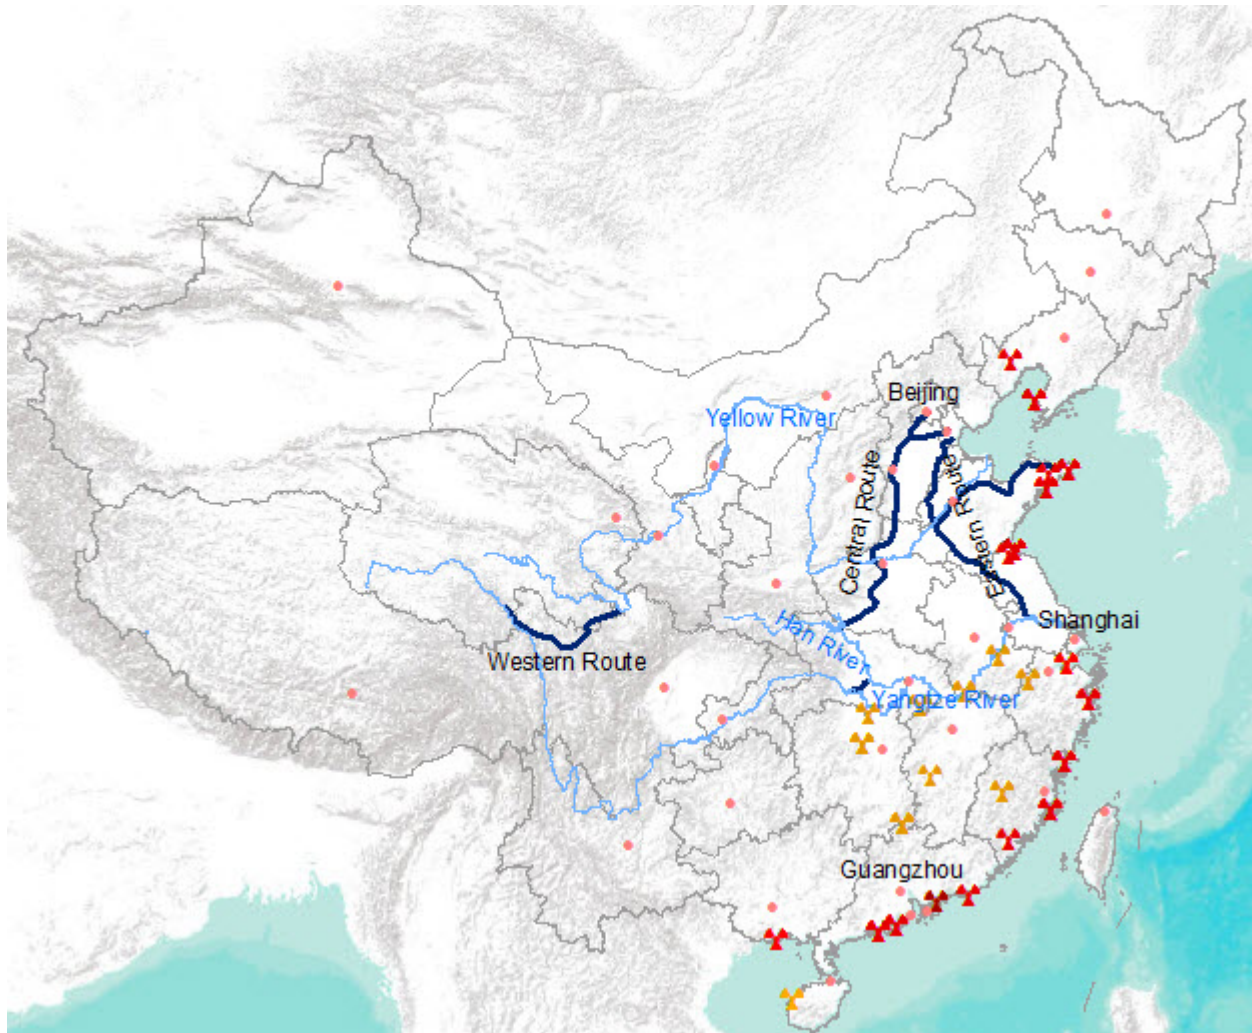 Beijing
Yellow River
Central Route
Eastern Route
Han River
Shanghai
Western Route
Yangtze River
Guangzhou